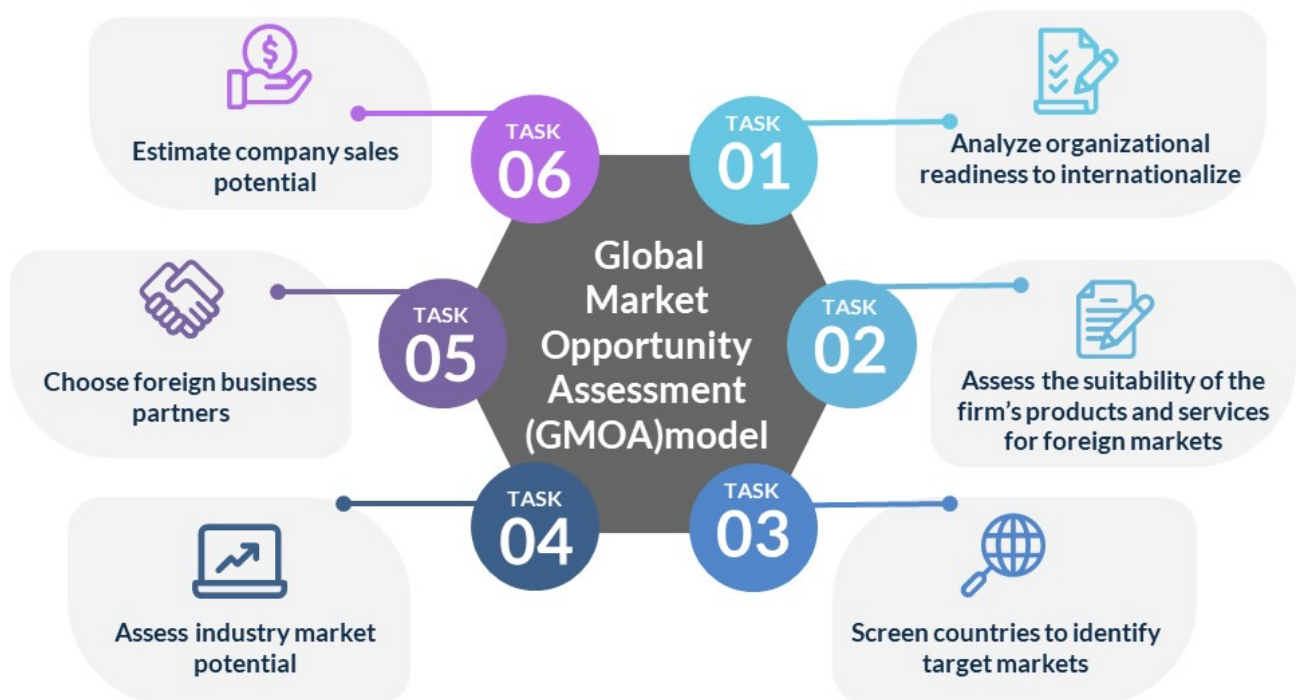 Global
Market
Opportunity
Assessment
(GMOA)model
TASK
01
Analyze organizational
readiness to internationalize
TASK
02
Assess the suitability of the
firm’s products and services
for foreign markets
TASK
03
Screen countries to identify
target markets
TASK
04
Assess industry market
potential
TASK
05
Choose foreign business
partners
TASK
06
Estimate company sales
potential
$